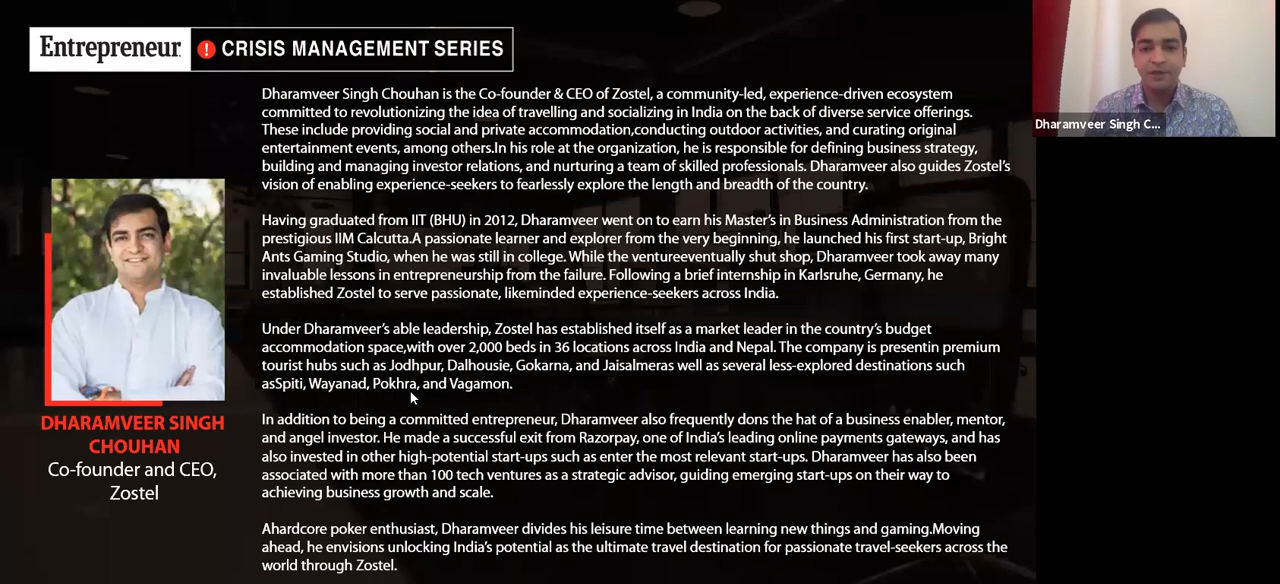 Entrepreneur
! CRISIS MANAGEMENT SERIES
Dharamveer Singh C...
Dharamveer Singh Chouhan is the Co-founder & CEO of Zostel, a community-led, experience-driven ecosystem
committed to revolutionizing the idea of travelling and socializing in India on the back of diverse service offerings.
These include providing social and private accommodation,conducting outdoor activities, and curating original
entertainment events, among others.In his role at the organization, he is responsible for defining business strategy,
building and managing investor relations, and nurturing a team of skilled professionals. Dharamveer also guides Zostel's
vision of enabling experience-seekers to fearlessly explore the length and breadth of the country.
Having graduated from IIT (BHU) in 2012, Dharamveer went on to earn his Master's in Business Administration from the
prestigious IIM Calcutta.A passionate learner and explorer from the very beginning, he launched his first start-up, Bright
Ants Gaming Studio, when he was still in college. While the ventureeventually shut shop, Dharamveer took away many
invaluable lessons in entrepreneurship from the failure. Following a brief internship in Karlsruhe, Germany, he
established Zostel to serve passionate, likeminded experience-seekers across India.
Under Dharamveer's able leadership, Zostel has established itself as a market leader in the country's budget
accommodation space,with over 2,000 beds in 36 locations across India and Nepal. The company is presentin premium
tourist hubs such as Jodhpur, Dalhousie, Gokarna, and Jaisalmeras well as several less-explored destinations such
asSpiti, Wayanad, Pokhra, and Vagamon.
In addition to being a committed entrepreneur, Dharamveer also frequently dons the hat of a business enabler, mentor,
and angel investor. He made a successful exit from Razorpay, one of India's leading online payments gateways, and has
also invested in other high-potential start-ups such as enter the most relevant start-ups. Dharamveer has also been
associated with more than 100 tech ventures as a strategic advisor, guiding emerging start-ups on their way to
achieving business growth and scale.
Ahardcore poker enthusiast, Dharamveer divides his leisure time between learning new things and gaming.Moving
ahead, he envisions unlocking India's potential as the ultimate travel destination for passionate travel-seekers across the
world through Zostel.
DHARAMVEER SINGH
CHOUHAN
Co-founder and CEO,
Zostel